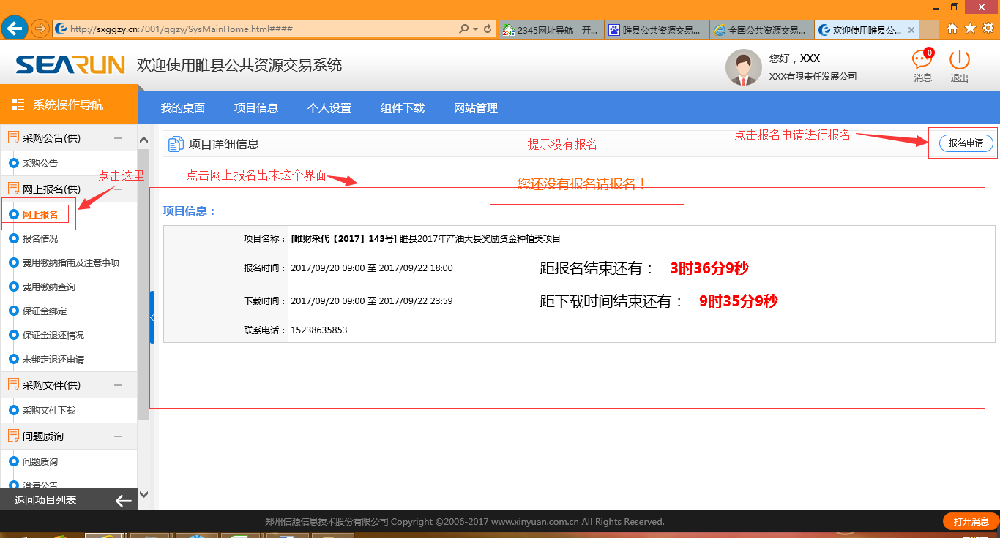 http://sxggzy.cn:7001/ggzy/SysMainHome.html####
2345网址导航 - 开...
睢县公共资源交易...
全国公共资源交易...
欢迎使用睢县公...
SEARUN 欢迎使用睢县公共资源交易系统
您好，XXX
XXX有限责任发展公司
0
消息
退出
系统操作导航
我的桌面 项目信息 个人设置 组件下载 网站管理
采购公告(供)
采购公告
点击这里
网上报名(供)
网上报名
报名情况
费用缴纳指南及注意事项
费用缴纳查询
保证金绑定
保证金退还情况
未绑定退还申请
采购文件(供)
采购文件下载
问题质询
问题质询
澄清公告
返回项目列表
项目详细信息
提示没有报名
点击报名申请进行报名
报名申请
点击网上报名出来这个界面
您还没有报名请报名！
项目信息：
项目名称： [睢财采代【2017】143号] 睢县2017年产油大县奖励资金种植类项目
报名时间： 2017/09/20 09:00 至 2017/09/22 18:00 距报名结束还有： 3时36分9秒
下载时间： 2017/09/20 09:00 至 2017/09/22 23:59 距下载时间结束还有： 9时35分9秒
联系电话： 15238635853
郑州信源信息技术股份有限公司 Copyright ©2006-2017 www.xinyuan.com.cn All Rights Reserved.
打开消息